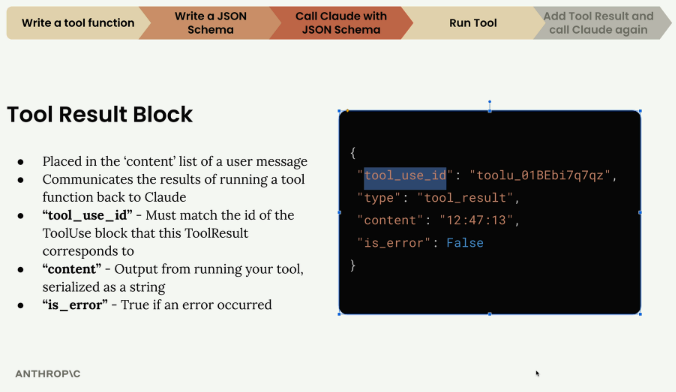 Write a tool function
Write a JSON
Schema
Call Claude with
JSON Schema
Run Tool
Add Tool Result and
call Claude again
Tool Result Block
● Placed in the ‘content’ list of a user message
● Communicates the results of running a tool
function back to Claude
● “tool_use_id” - Must match the id of the
ToolUse block that this ToolResult
corresponds to
● “content” - Output from running your tool,
serialized as a string
● “is_error” - True if an error occurred
{
"tool_use_id": "toolu_01BEbi7q7qz",
"type": "tool_result",
"content": "12:47:13",
"is_error": False
}
ANTHROP\C